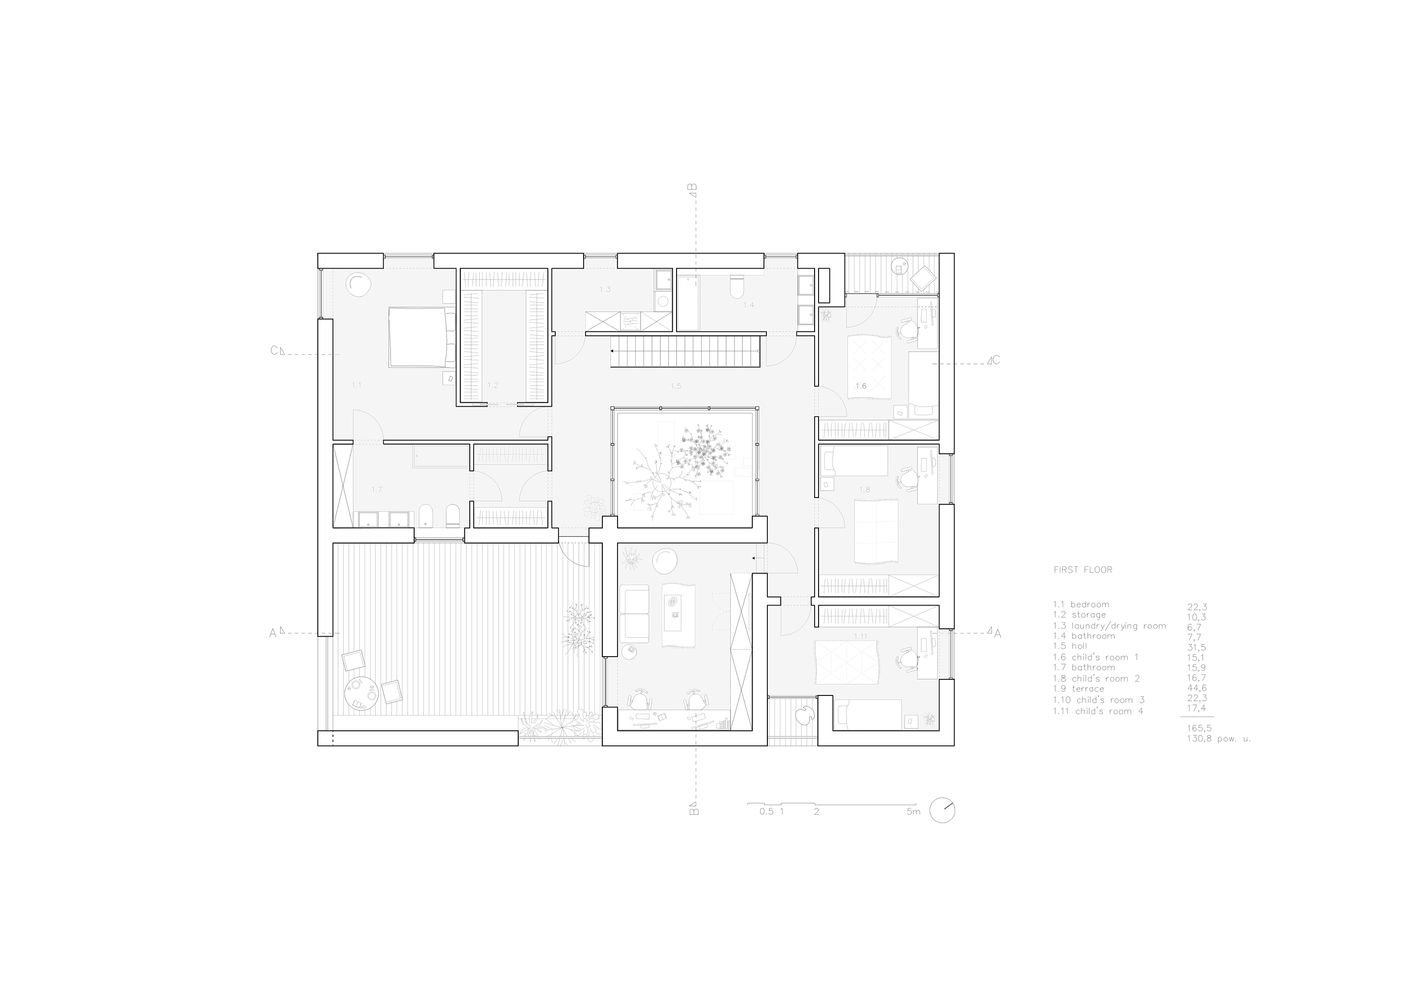 B
1.3
1.4
C
C
1.1
1.2
1.5
1.6
1.7
1.8
FIRST FLOOR
1.1 bedroom 22,3
1.2 storage 10,3
1.3 laundry/drying room 6,7
1.4 bathroom 7,7
1.5 holl 31,5
1.6 child's room 1 15,1
1.7 bathroom 15,9
1.8 child's room 2 16,7
1.9 terrace 44,6
1.10 child's room 3 22,3
1.11 child's room 4 17,4
165,5
130,8 pow. u.
A
A
1.11
B
0.5 1 2 5m